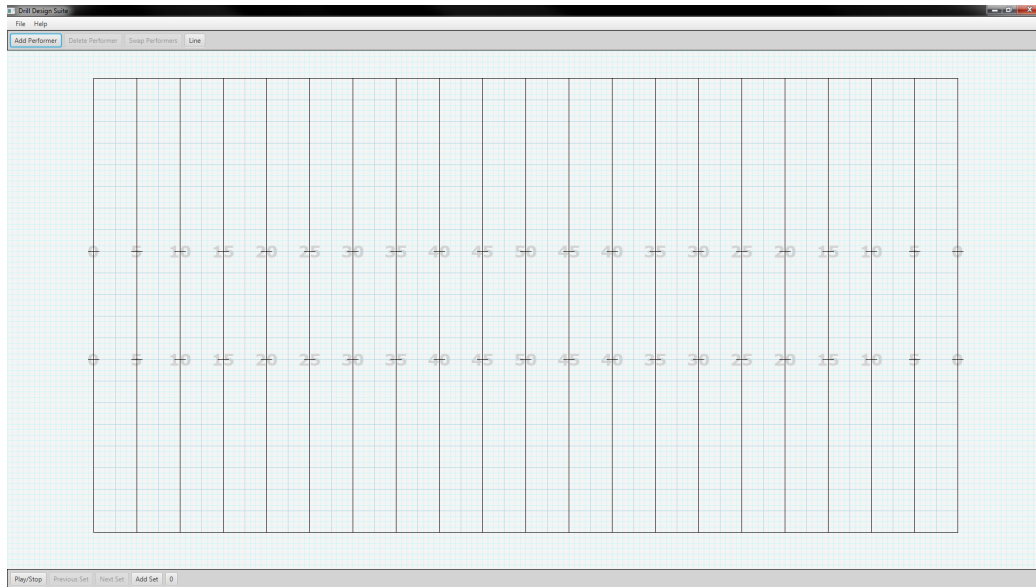 Drill Design Suite
File Help
Add Performer Delete Performer Swap Performers Line
0 5 10 15 20 25 30 35 40 45 50 45 40 35 30 25 20 15 10 5 0
0 5 10 15 20 25 30 35 40 45 50 45 40 35 30 25 20 15 10 5 0
Play/Stop Previous Set Next Set Add Set 0